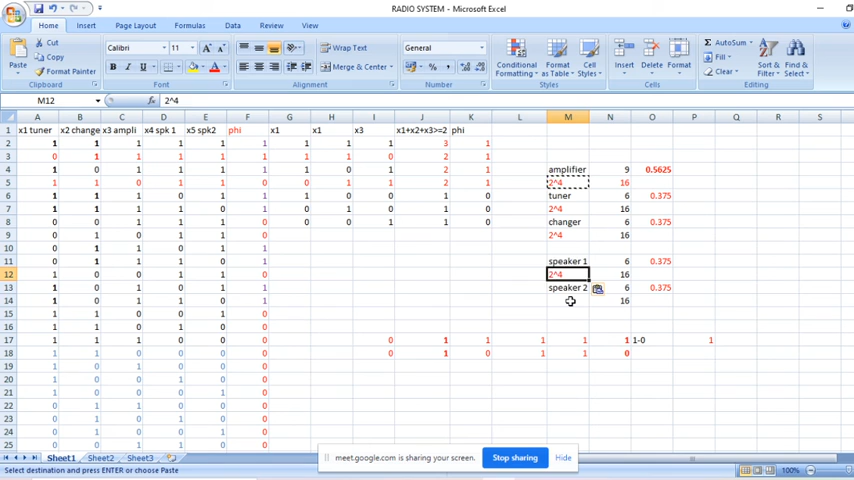 RADIO SYSTEM - Microsoft Excel
Home Insert Page Layout Formulas Data Review View
Paste Cut Calibri 11 Wrap Text General Conditional Formatting Format as Table Cell Styles Insert Delete Format AutoSum Sort & Filter Find & Select
Copy Fill
Format Painter B I U A Merge & Center % , Clear
Clipboard Font Alignment Number Styles Cells Editing
M12 fx 2^4
A B C D E F G H I J K L M N O P Q R S T
1 x1 tuner x2 change x3 ampli x4 spk 1 x5 spk2 phi x1 x1 x3 x1+x2+x3>=2 phi
2 1 1 1 1 1 1 1 1 1 3 1
3 0 1 1 1 1 1 1 1 0 2 1
4 1 0 1 1 1 1 1 0 1 2 1 amplifier 9 0.5625
5 1 1 0 1 1 0 0 1 1 2 1 2^4 16
6 1 1 1 0 1 1 1 0 0 1 0 tuner 6 0.375
7 1 1 1 1 0 1 0 1 0 1 0 2^4 16
8 0 0 1 1 1 0 0 0 1 1 0 changer 6 0.375
9 0 1 0 1 1 0 2^4 16
10 0 1 1 0 1 1
11 0 1 1 1 0 1 speaker 1 6 0.375
12 1 0 0 1 1 0 2^4 16
13 1 0 1 0 1 1 speaker 2 6 0.375
14 1 0 1 1 0 1 16
15 1 1 0 0 1 0
16 1 1 0 1 0 0
17 1 1 1 0 0 0 0 1 1 1 1 1 1-0 1
18 1 1 0 0 0 0 0 1 0 1 1 0
19 1 0 1 0 0 0
20 1 0 0 1 0 0
21 1 0 0 0 1 0
22 0 1 1 0 0 0
23 0 1 0 1 0 0
24 0 1 0 0 1 0
25 0 0 1 1 0 0
Sheet1 Sheet2 Sheet3
meet.google.com is sharing your screen. Stop sharing Hide
Select destination and press ENTER or choose Paste 100%